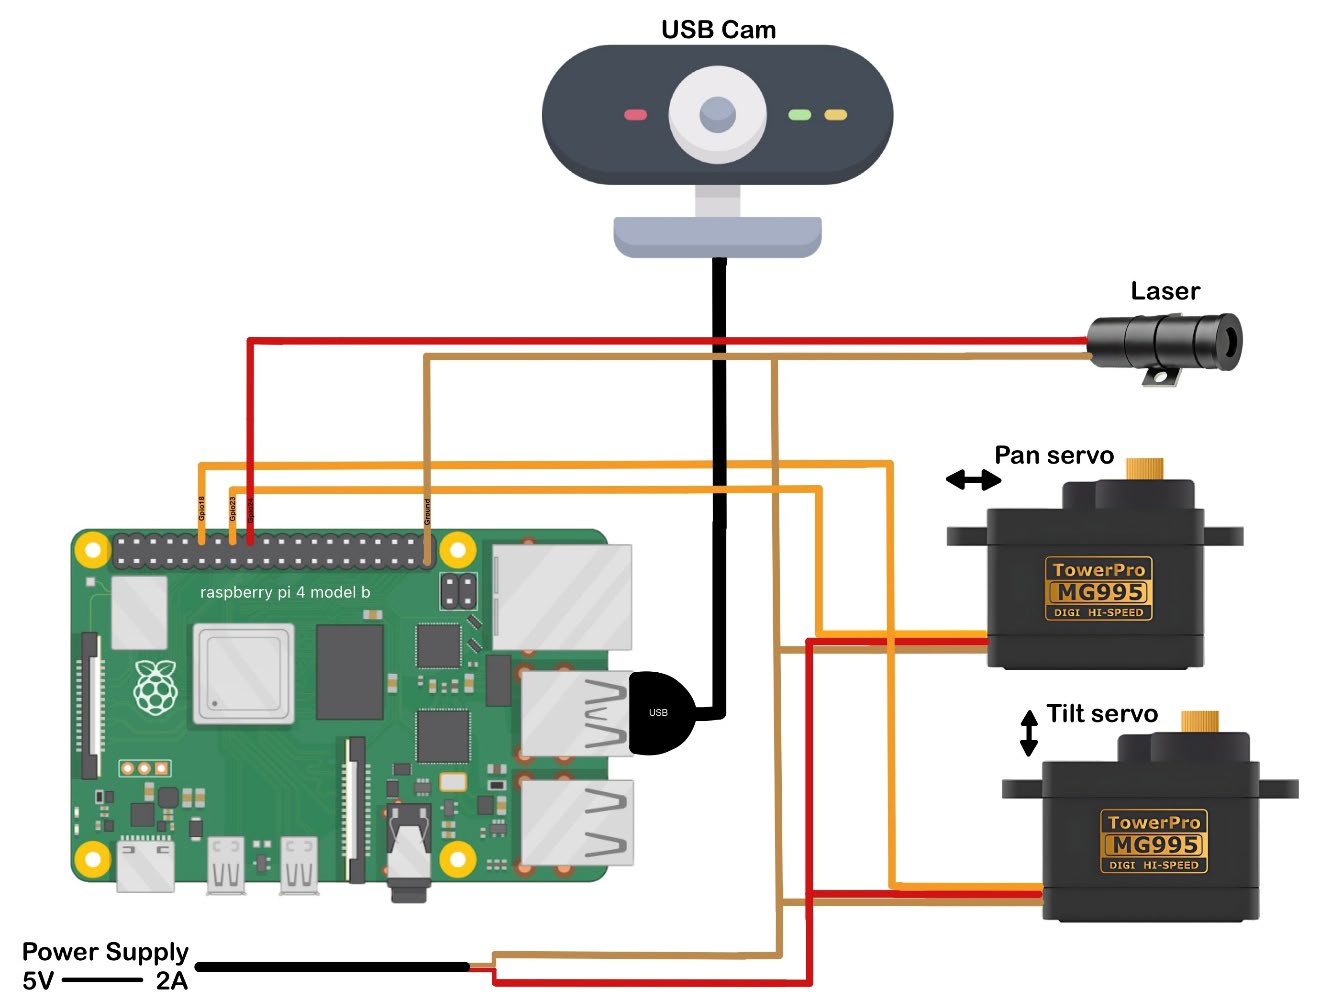 USB Cam
Laser
Pan servo
Gpio18
Gpio23
Gpio24
Ground
TowerPro
MG995
DIGI HI-SPEED
raspberry pi 4 model b
USB
Tilt servo
TowerPro
MG995
DIGI HI-SPEED
Power Supply
5V 2A